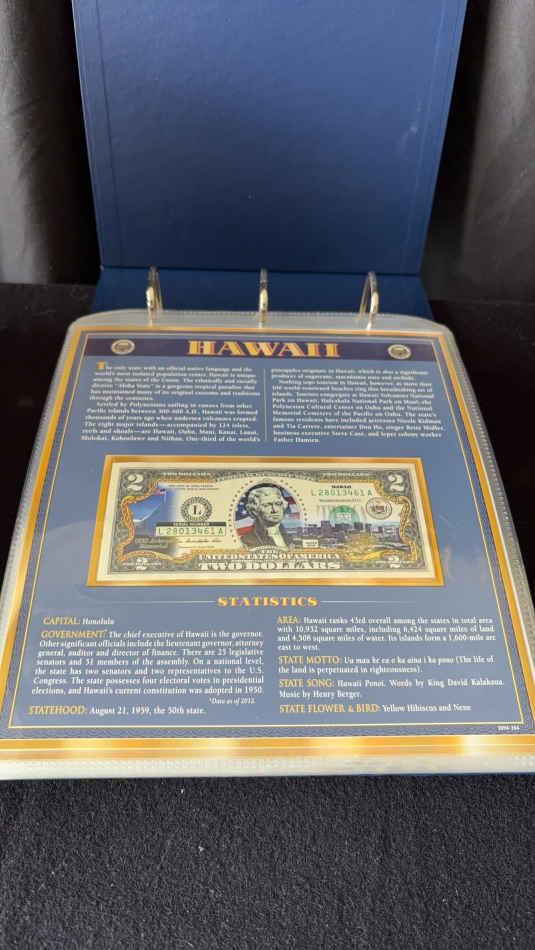 HAWAII
The only state with an official native language and the
world's most isolated population center, Hawaii is unique
among the states of the Union. The ethnically and racially
diverse "Aloha State" is a gorgeous tropical paradise that
has maintained many of its original customs and traditions
through the centuries.
Settled by Polynesians sailing in canoes from other
Pacific islands between 300-600 A.D., Hawaii was formed
thousands of years ago when undersea volcanoes erupted.
The eight major islands—accompanied by 124 islets,
reefs and shoals—are Hawaii, Oahu, Maui, Kauai, Lanai,
Molokai, Kahoolawe and Niihau. One-third of the world's
pineapples originate in Hawaii, which is also a significant
producer of sugarcane, macadamia nuts and orchids.
Nothing tops tourism in Hawaii, however, as more than
100 world-renowned beaches ring this breathtaking set of
islands. Tourists congregate at Hawaii Volcanoes National
Park on Hawaii, Haleakala National Park on Maui, the
Polynesian Cultural Center on Oahu and the National
Memorial Cemetery of the Pacific on Oahu. The state's
famous residents have included actresses Nicole Kidman
and Tia Carrere, entertainer Don Ho, singer Bette Midler,
business executive Steve Case, and leper colony worker
Father Damien.
2
TWO DOLLARS
2
HAWAII
L 28013461 A
L
SERIAL NUMBER
L 28013461 A
THE
UNITED STATES OF AMERICA
TWO DOLLARS
2
2
STATISTICS
CAPITAL: Honolulu
GOVERNMENT:* The chief executive of Hawaii is the governor.
Other significant officials include the lieutenant governor, attorney
general, auditor and director of finance. There are 25 legislative
senators and 51 members of the assembly. On a national level,
the state has two senators and two representatives to the U.S.
Congress. The state possesses four electoral votes in presidential
elections, and Hawaii's current constitution was adopted in 1950.
*Data as of 2012.
STATEHOOD: August 21, 1959, the 50th state.
AREA: Hawaii ranks 43rd overall among the states in total area
with 10,932 square miles, including 6,424 square miles of land
and 4,508 square miles of water. Its islands form a 1,600-mile arc
east to west.
STATE MOTTO: Ua mau ke ea o ka aina i ka pono (The life of
the land is perpetuated in righteousness).
STATE SONG: Hawaii Ponoi. Words by King David Kalakaua.
Music by Henry Berger.
STATE FLOWER & BIRD: Yellow Hibiscus and Nene